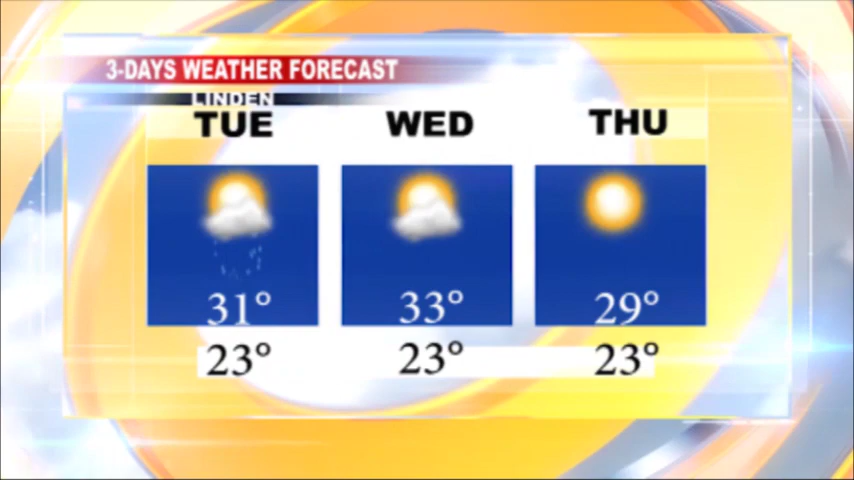 3-DAYS WEATHER FORECAST
LINDEN
TUE WED THU
31° 33° 29°
23° 23° 23°